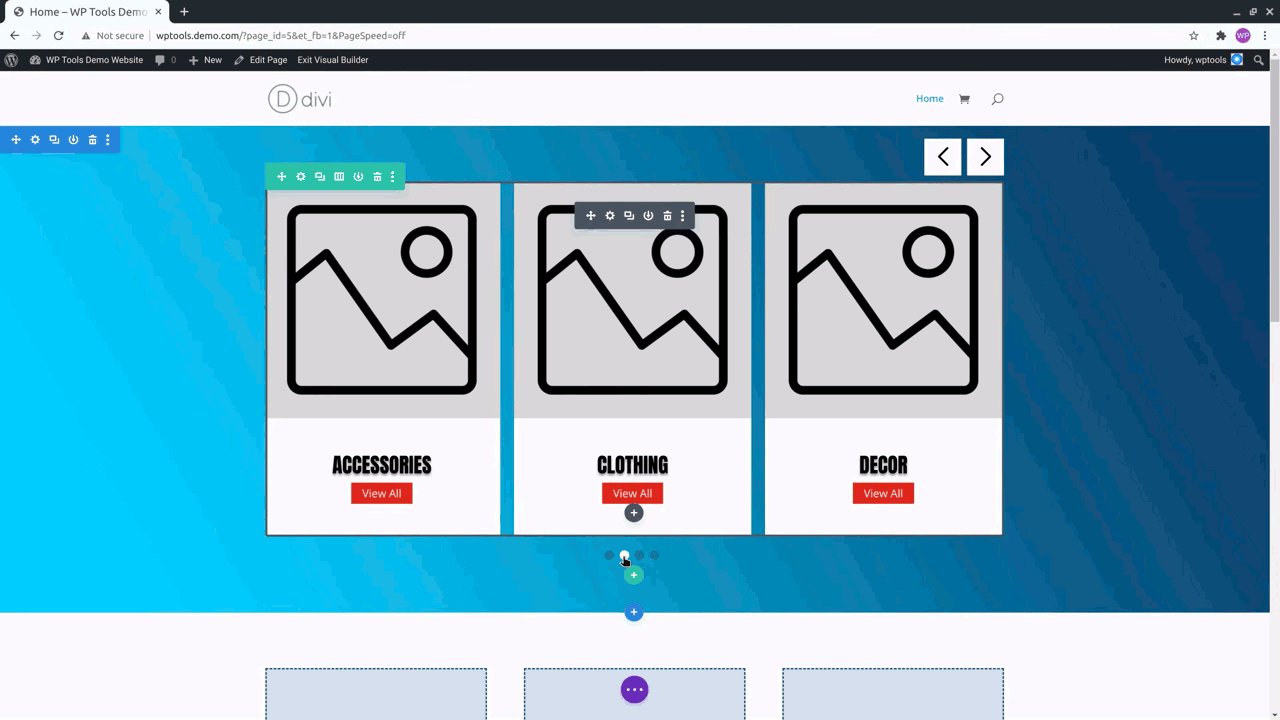 Home – WP Tools Demo
Not secure wptools.demo.com/?page_id=5&et_fb=1&PageSpeed=off WP
WP Tools Demo Website 0 New Edit Page Exit Visual Builder Howdy, wptools
D divi Home
ACCESSORIES CLOTHING DECOR
View All View All View All